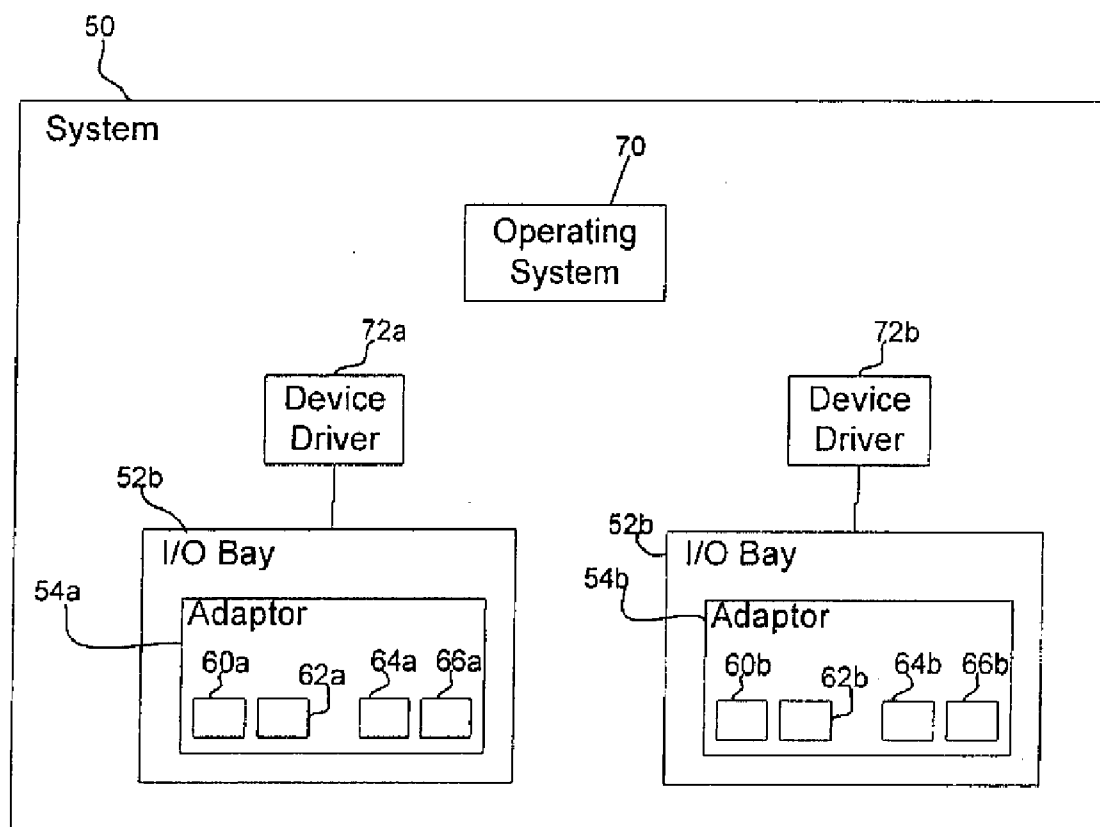 50
System
70
Operating
System
72a
72b
Device
Driver
Device
Driver
52b
52b
I/O Bay
I/O Bay
54a
54b
Adaptor
Adaptor
60a
62a
64a
66a
60b
62b
64b
66b